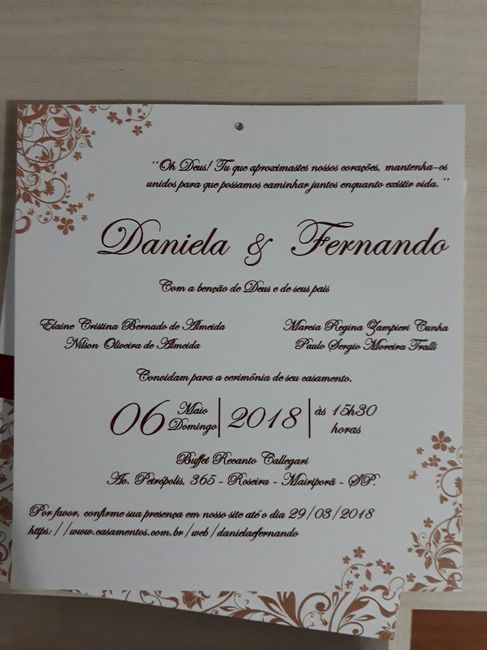 "Oh Deus! Tu que aproximastes nossos corações, mantenha-os
unidos para que possamos caminhar juntos enquanto existir vida."
Daniela & Fernando
Com a benção de Deus e de seus pais
Elaine Cristina Bernado de Almeida
Nilson Oliveira de Almeida
Marcia Regina Zampieri Cunha
Paulo Sergio Moreira Tralli
Convidam para a cerimônia de seu casamento.
06 Maio Domingo | 2018 | às 15h30 horas
Buffet Recanto Callegari
Av. Petrópolis, 365 - Roseira - Mairiporã - SP.
Por favor, confirme sua presença em nosso site até o dia 29/03/2018
https://www.casamentos.com.br/web/danielaefernando